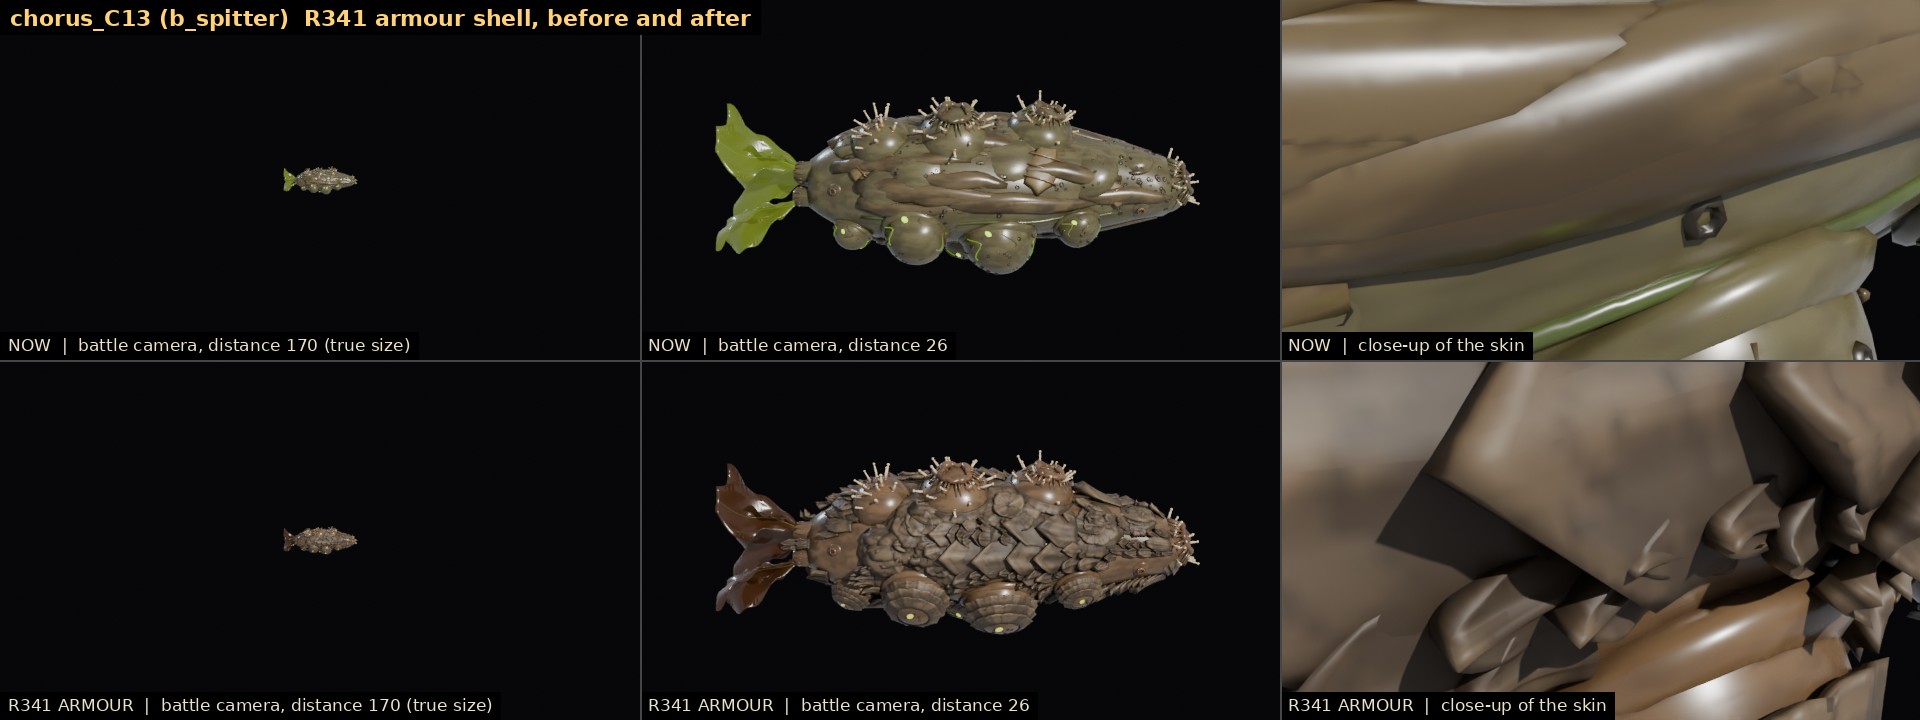 chorus_C13 (b_spitter)  R341 armour shell, before and after
NOW  |  battle camera, distance 170 (true size)
NOW  |  battle camera, distance 26
NOW  |  close-up of the skin
R341 ARMOUR  |  battle camera, distance 170 (true size)
R341 ARMOUR  |  battle camera, distance 26
R341 ARMOUR  |  close-up of the skin